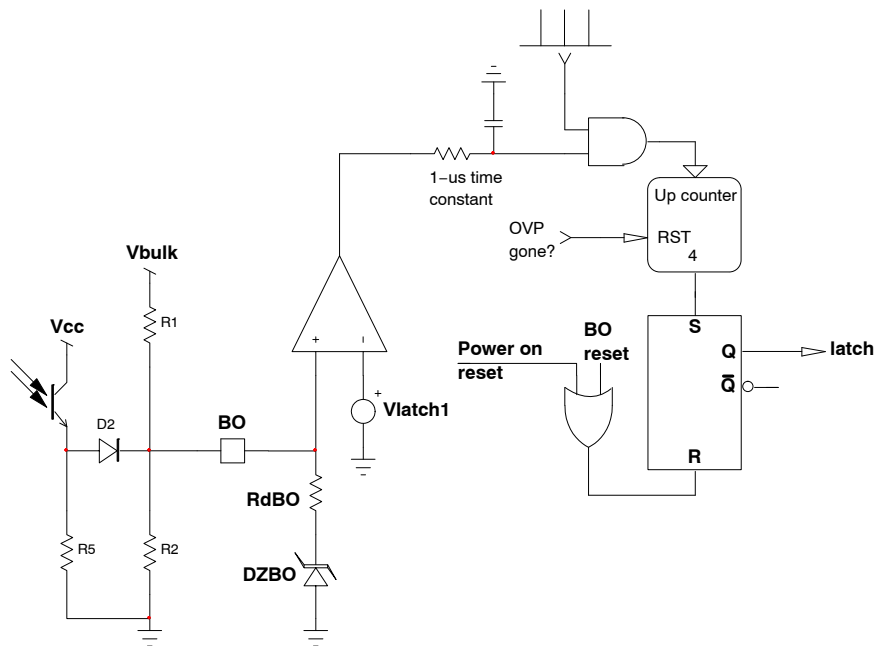 1−us time
constant
Up counter
OVP
gone?
RST
4
Vbulk
R1
Vcc
Power on
reset
BO
reset
S
Q
latch
Q̅
R
D2
BO
+
−
+
Vlatch1
RdBO
R5
R2
DZBO